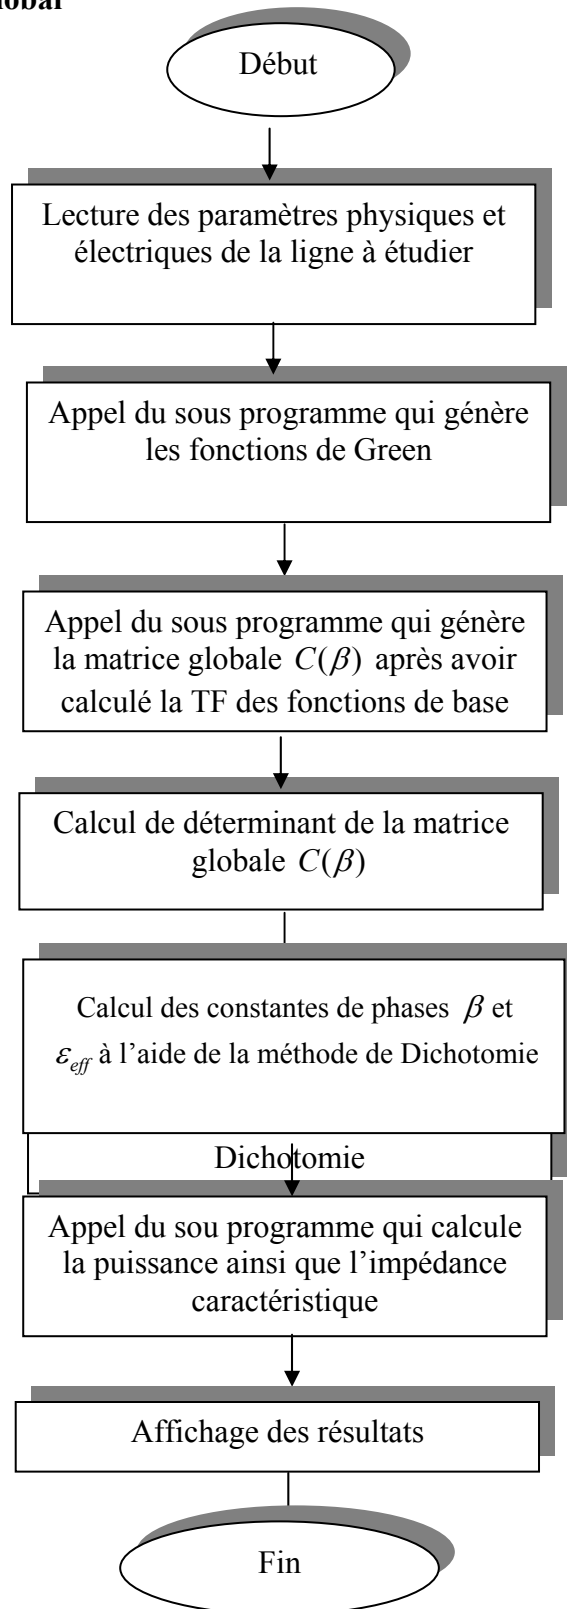 Début
Lecture des paramètres physiques et
électriques de la ligne à étudier
Appel du sous programme qui génère
les fonctions de Green
Appel du sous programme qui génère
la matrice globale C(β) après avoir
calculé la TF des fonctions de base
Calcul de déterminant de la matrice
globale C(β)
Calcul des constantes de phases β et
εeff à l’aide de la méthode de Dichotomie
Dichotomie
Appel du sou programme qui calcule
la puissance ainsi que l’impédance
caractéristique
Affichage des résultats
Fin